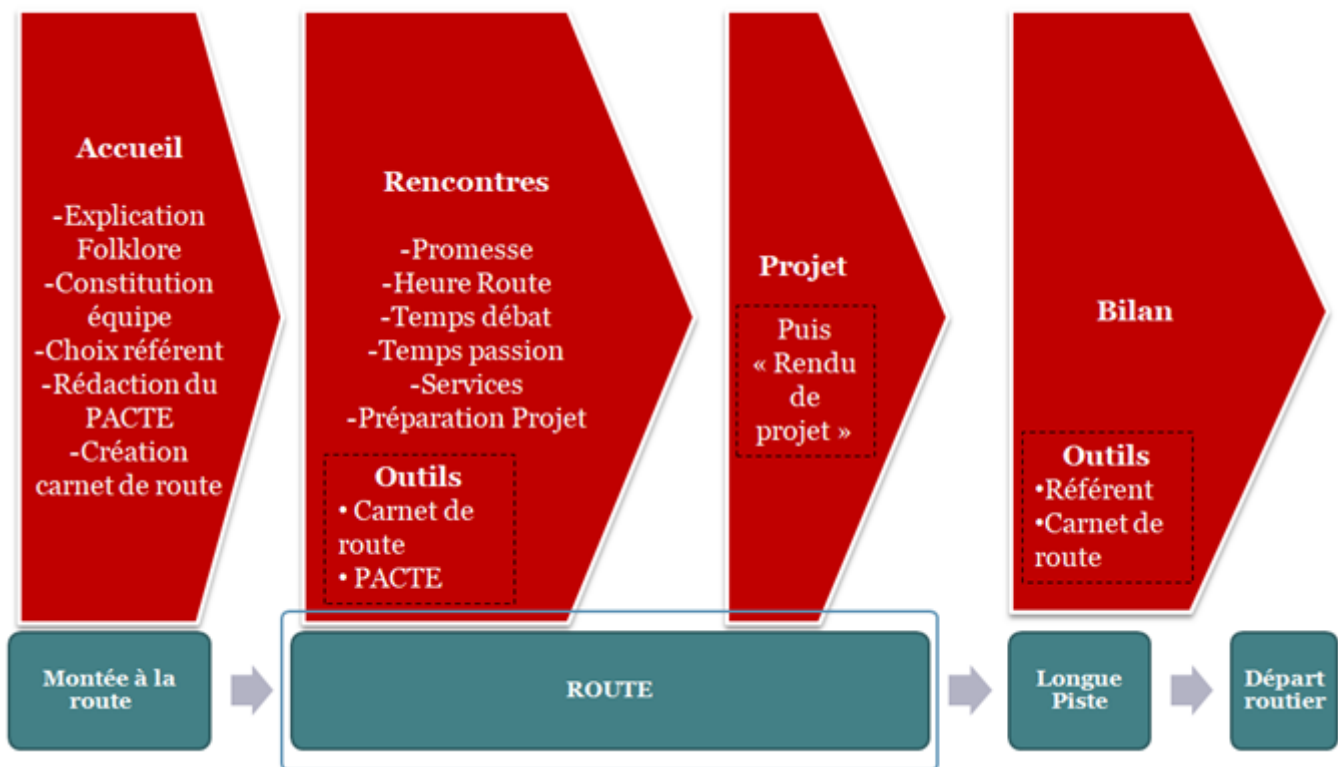 Accueil
-Explication
Folklore
-Constitution
équipe
-Choix référent
-Rédaction du
PACTE
-Création
carnet de route
Rencontres
-Promesse
-Heure Route
-Temps débat
-Temps passion
-Services
-Préparation Projet
Outils
• Carnet de
route
• PACTE
Projet
Puis
« Rendu
de
projet »
Bilan
Outils
•Référent
•Carnet de
route
Montée à la
route
ROUTE
Longue
Piste
Départ
routier